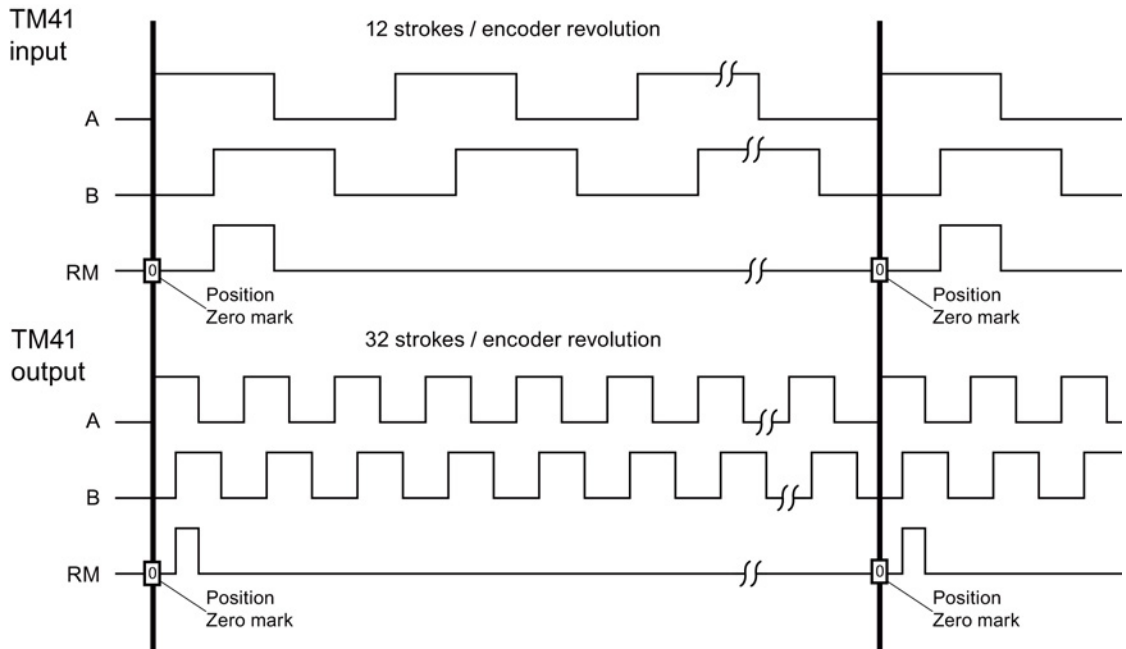 TM41
input
12 strokes / encoder revolution
A
B
RM
0
0
Position
Zero mark
Position
Zero mark
TM41
output
32 strokes / encoder revolution
A
B
RM
0
0
Position
Zero mark
Position
Zero mark